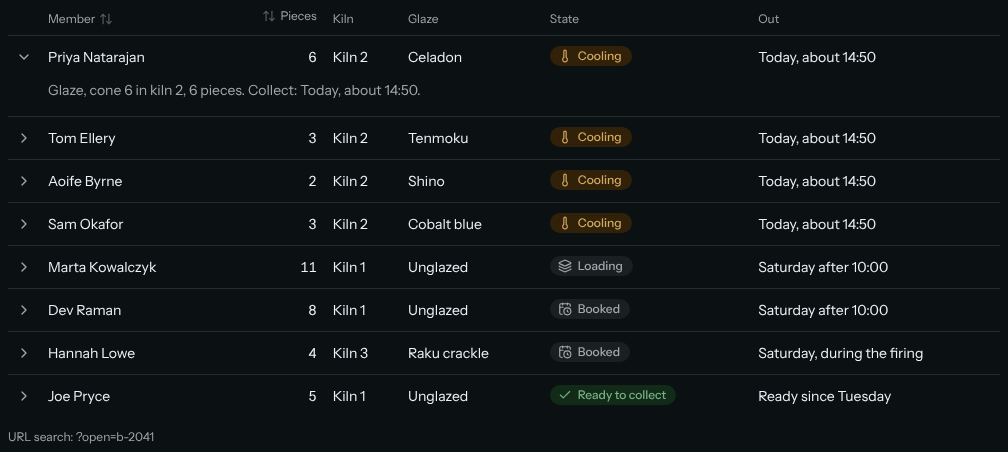 Member Pieces Kiln Glaze State Out
Priya Natarajan 6 Kiln 2 Celadon Cooling Today, about 14:50
Glaze, cone 6 in kiln 2, 6 pieces. Collect: Today, about 14:50.
Tom Ellery 3 Kiln 2 Tenmoku Cooling Today, about 14:50
Aoife Byrne 2 Kiln 2 Shino Cooling Today, about 14:50
Sam Okafor 3 Kiln 2 Cobalt blue Cooling Today, about 14:50
Marta Kowalczyk 11 Kiln 1 Unglazed Loading Saturday after 10:00
Dev Raman 8 Kiln 1 Unglazed Booked Saturday after 10:00
Hannah Lowe 4 Kiln 3 Raku crackle Booked Saturday, during the firing
Joe Pryce 5 Kiln 1 Unglazed Ready to collect Ready since Tuesday
URL search: ?open=b-2041